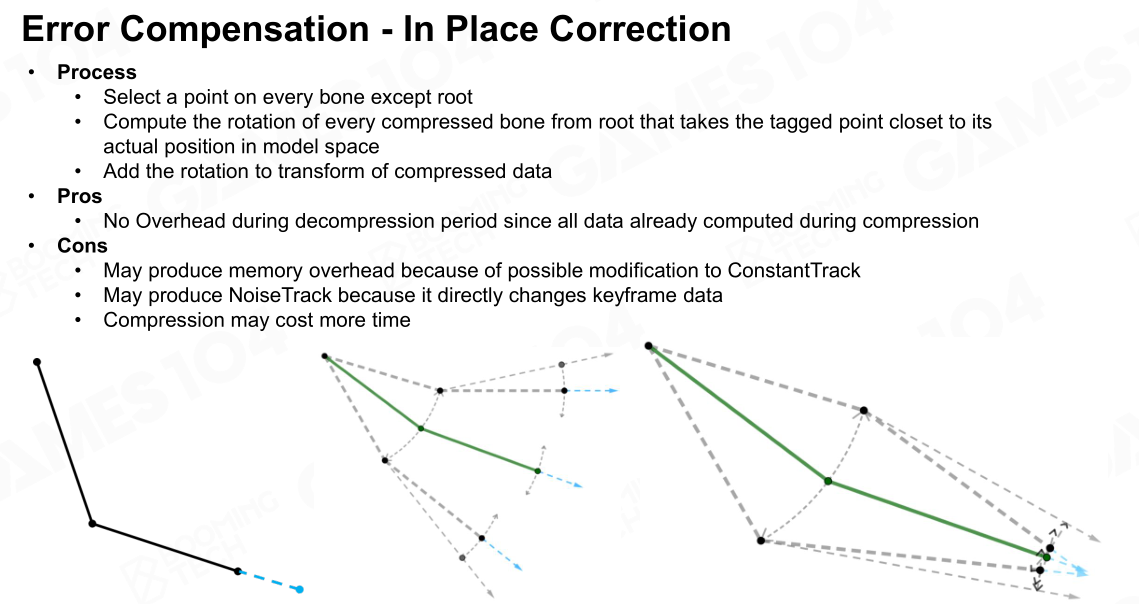 Error Compensation - In Place Correction
• Process
• Select a point on every bone except root
• Compute the rotation of every compressed bone from root that takes the tagged point closet to its
actual position in model space
• Add the rotation to transform of compressed data
• Pros
• No Overhead during decompression period since all data already computed during compression
• Cons
• May produce memory overhead because of possible modification to ConstantTrack
• May produce NoiseTrack because it directly changes keyframe data
• Compression may cost more time
GAMES104
BOOMING
TECH